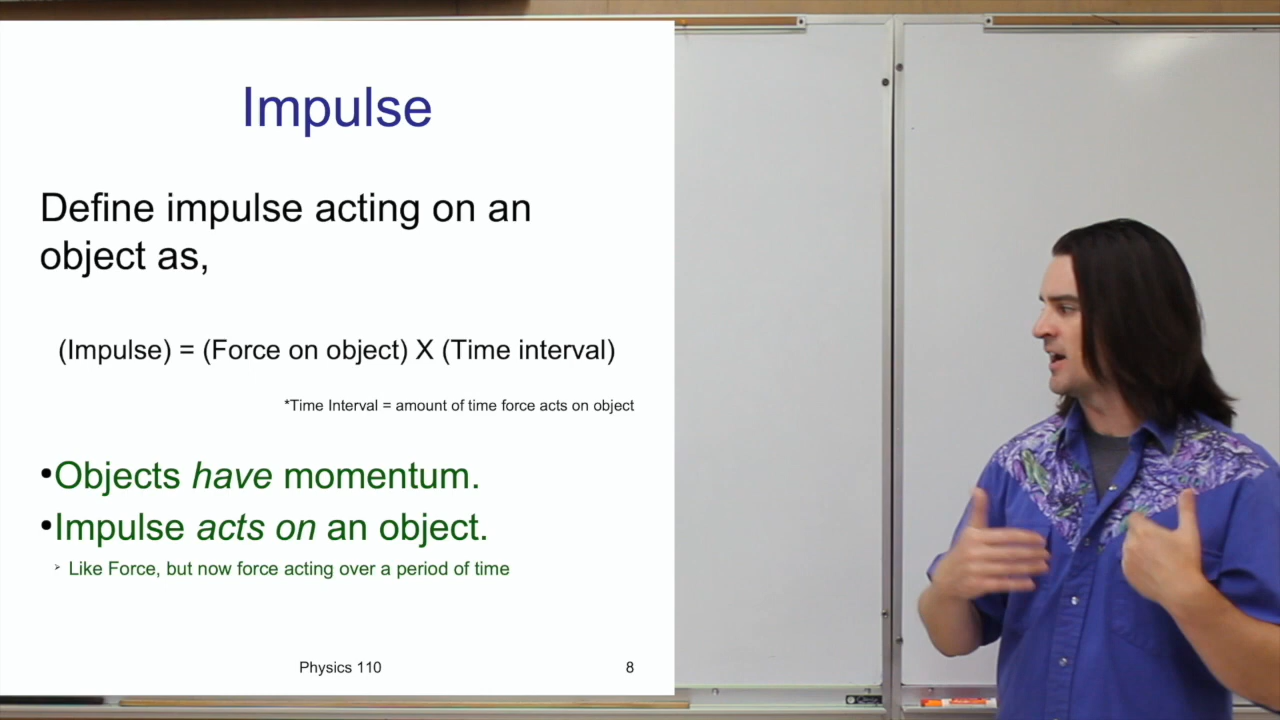 Impulse
Define impulse acting on an
object as,
(Impulse) = (Force on object) X (Time interval)
*Time Interval = amount of time force acts on object
•Objects have momentum.
•Impulse acts on an object.
➢ Like Force, but now force acting over a period of time
Physics 110
8